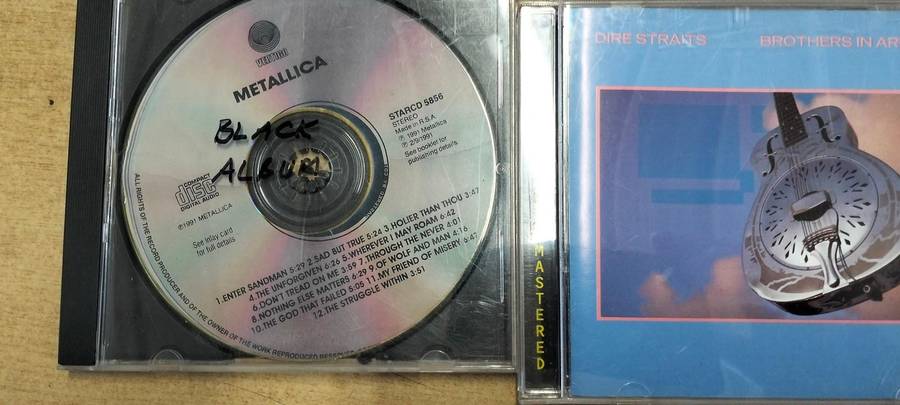 VERTIGO
METALLICA
BLACK
ALBUM
STARCD 5856
STEREO
Made in R.S.A.
℗ 1991 Metallica
℗ 2/9/1991
See booklet for
publishing details.
COMPACT
disc
DIGITAL AUDIO
℗1991 METALLICA
See inlay card
for full details
1.ENTER SANDMAN 5:29 2.SAD BUT TRUE 5:24 3.HOLIER THAN THOU 3:47
4.THE UNFORGIVEN 6:26 5.WHEREVER I MAY ROAM 6:42
6.DON'T TREAD ON ME 3:59 7.THROUGH THE NEVER 4:01
8.NOTHING ELSE MATTERS 6:29 9.OF WOLF AND MAN 4:16
10.THE GOD THAT FAILED 5:05 11.MY FRIEND OF MISERY 6:47
12.THE STRUGGLE WITHIN 3:51
ALL RIGHTS OF THE RECORD PRODUCER AND OF THE OWNER OF THE WORK REPRODUCED RESERVED
DIRE STRAITS BROTHERS IN AR
MASTERED